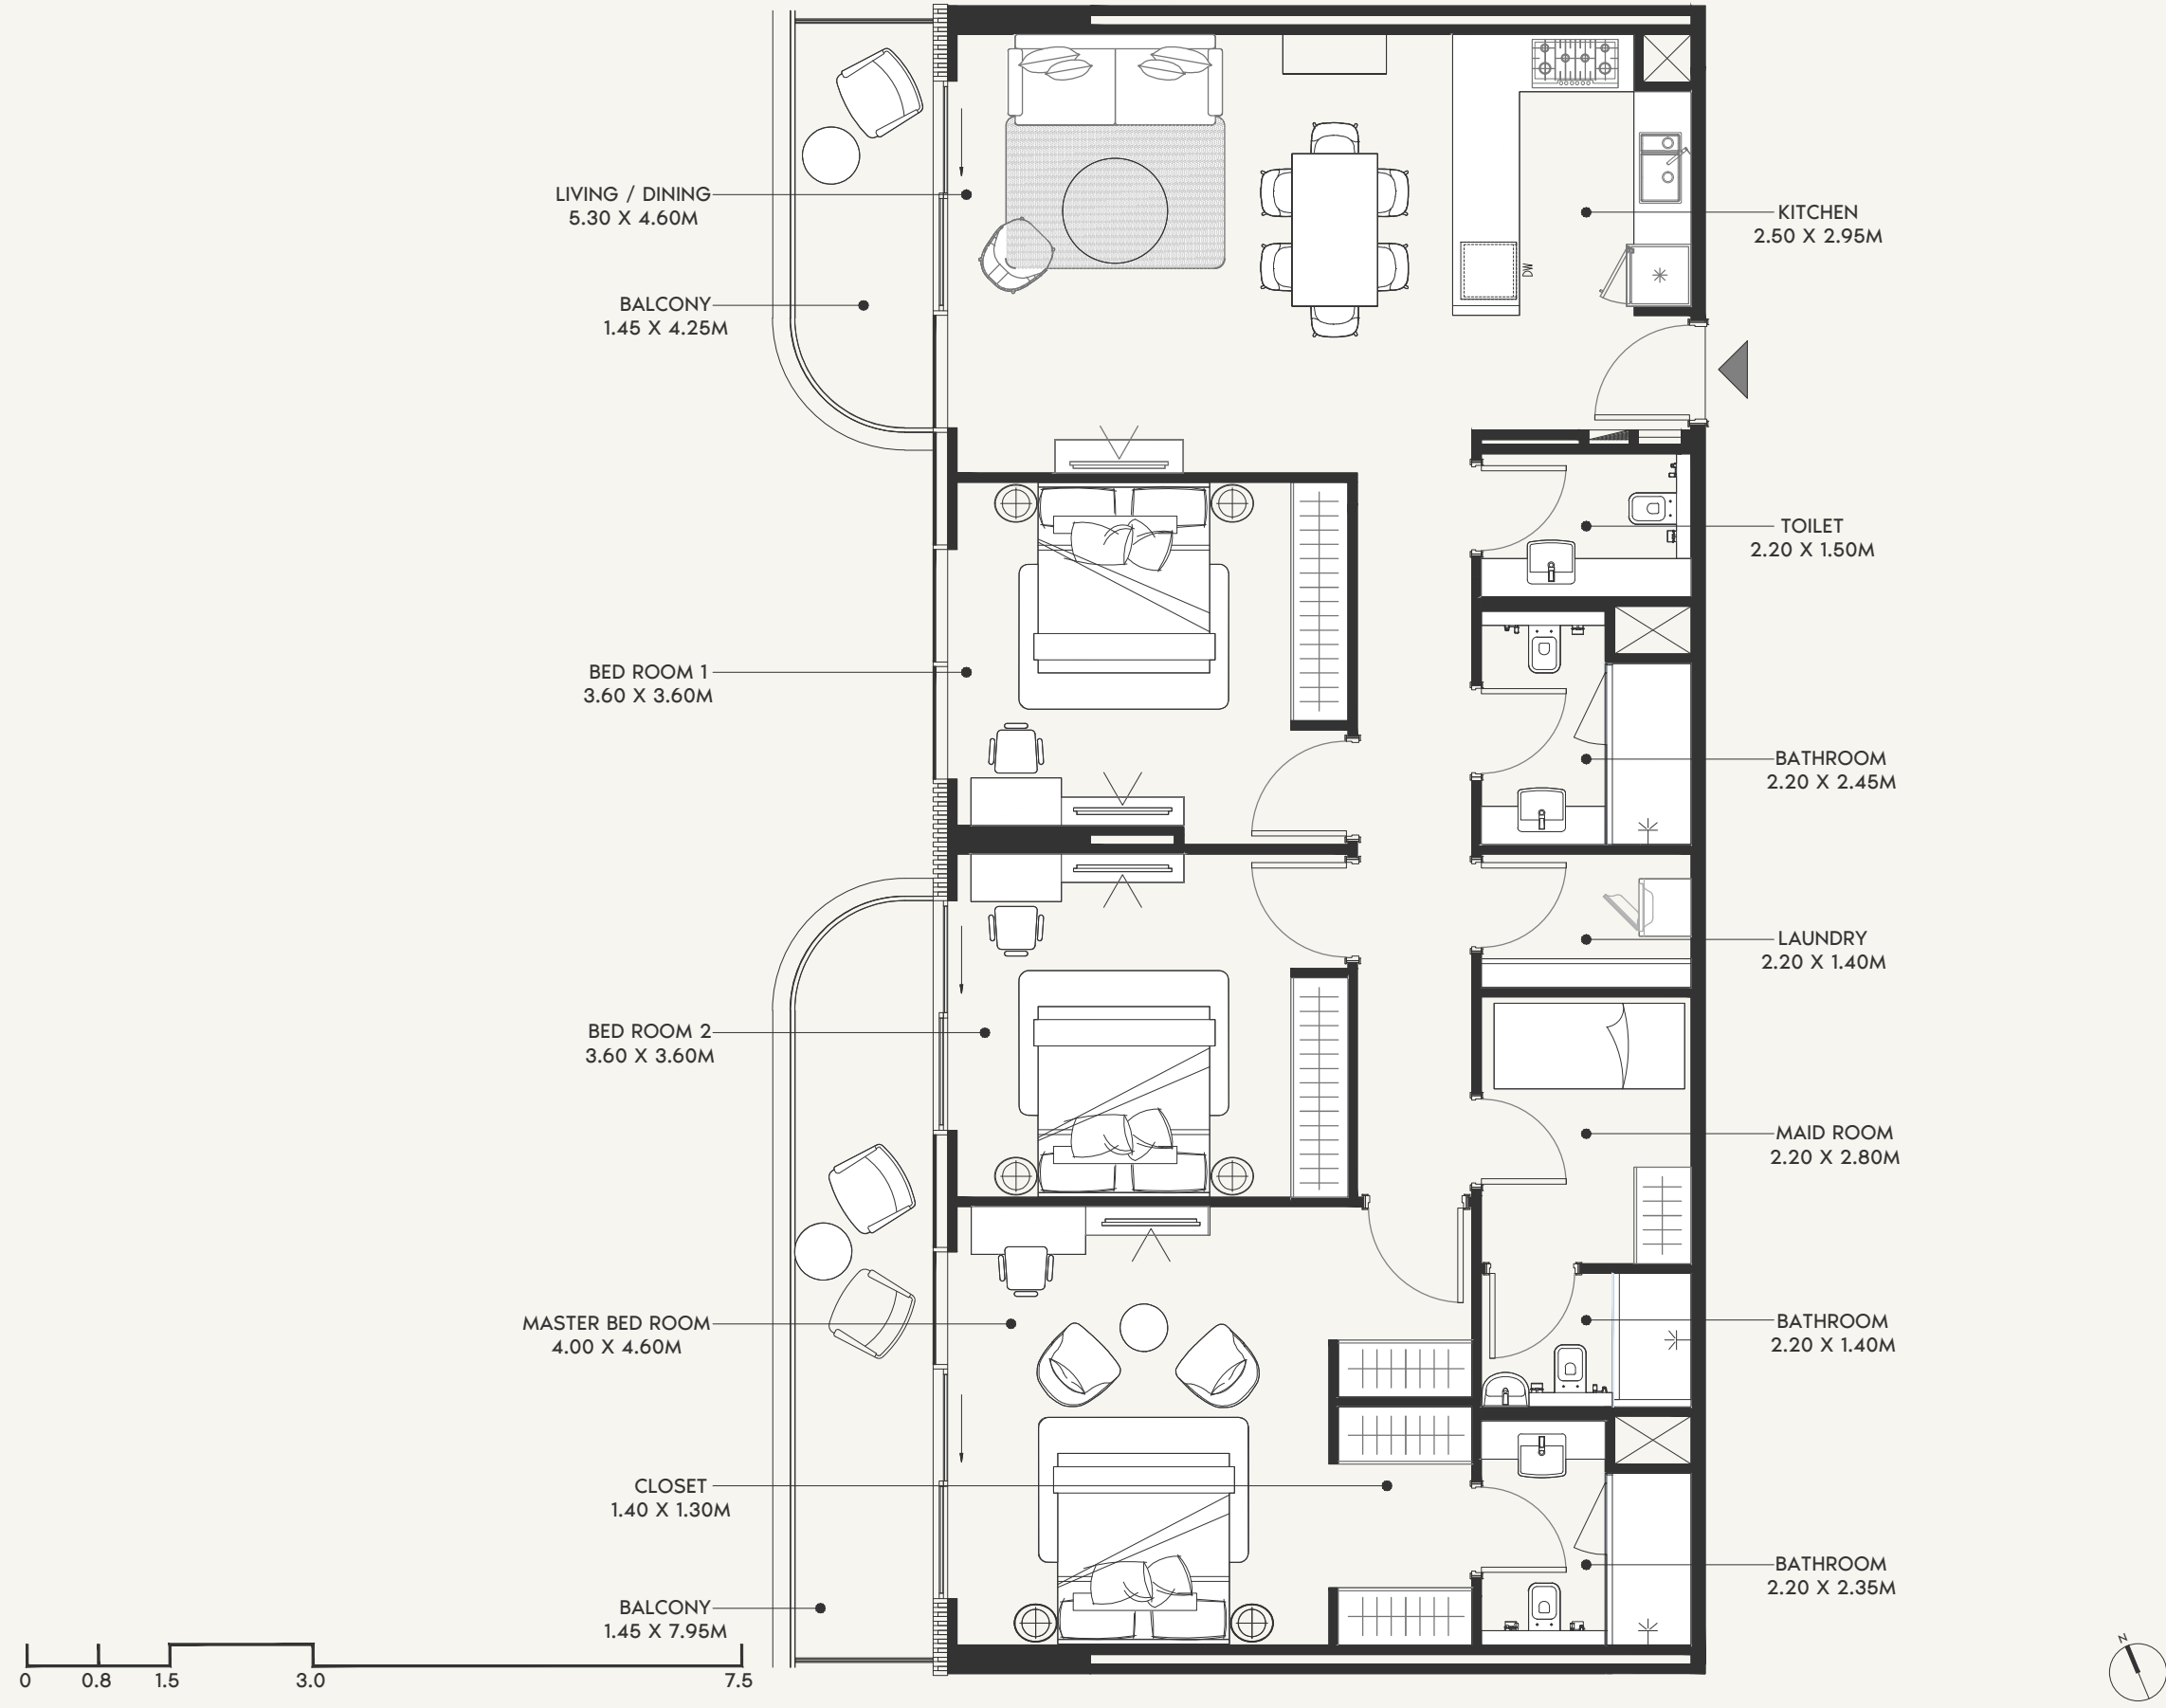 LIVING / DINING
5.30 X 4.60M
BALCONY
1.45 X 4.25M
BED ROOM 1
3.60 X 3.60M
BED ROOM 2
3.60 X 3.60M
MASTER BED ROOM
4.00 X 4.60M
CLOSET
1.40 X 1.30M
BALCONY
1.45 X 7.95M
0 0.8 1.5 3.0 7.5
DW
KITCHEN
2.50 X 2.95M
TOILET
2.20 X 1.50M
BATHROOM
2.20 X 2.45M
LAUNDRY
2.20 X 1.40M
MAID ROOM
2.20 X 2.80M
BATHROOM
2.20 X 1.40M
BATHROOM
2.20 X 2.35M
N